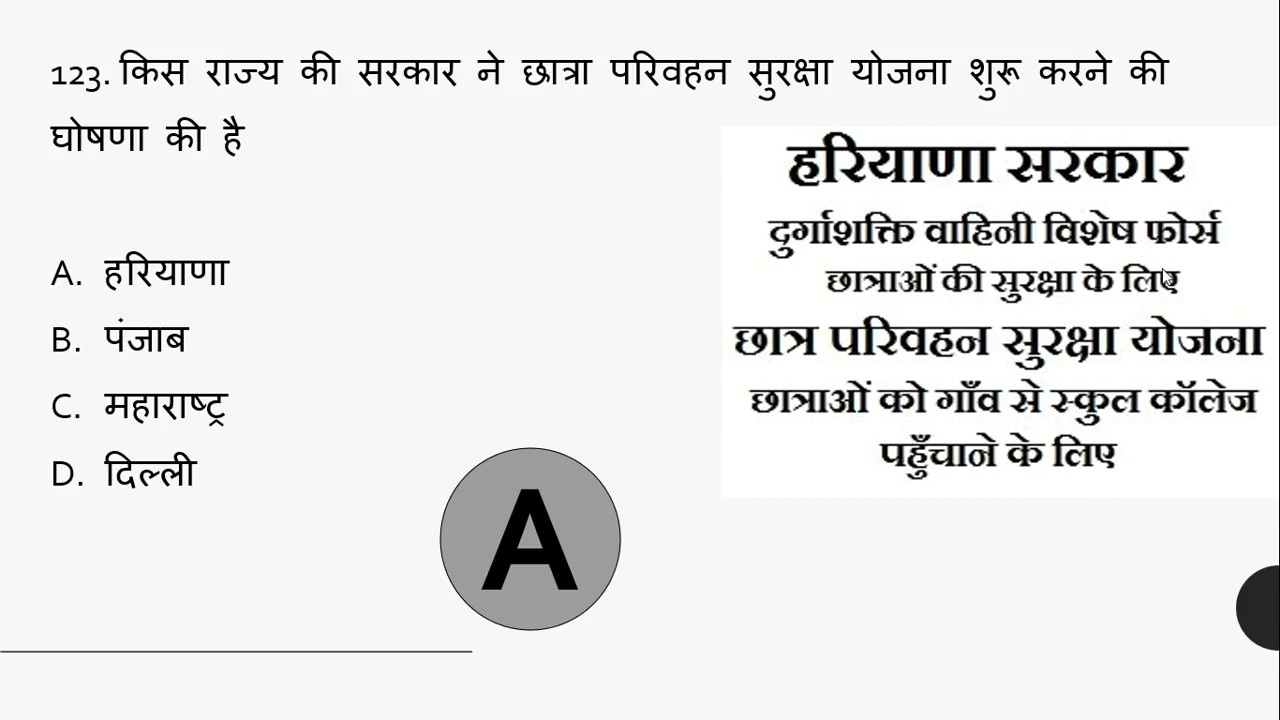 123. किस राज्य की सरकार ने छात्रा परिवहन सुरक्षा योजना शुरू करने की
घोषणा की है
A. हरियाणा
B. पंजाब
C. महाराष्ट्र
D. दिल्ली
A
हरियाणा सरकार
दुर्गाशक्ति वाहिनी विशेष फोर्स
छात्राओं की सुरक्षा के लिए
छात्र परिवहन सुरक्षा योजना
छात्राओं को गाँव से स्कुल कॉलेज
पहुँचाने के लिए